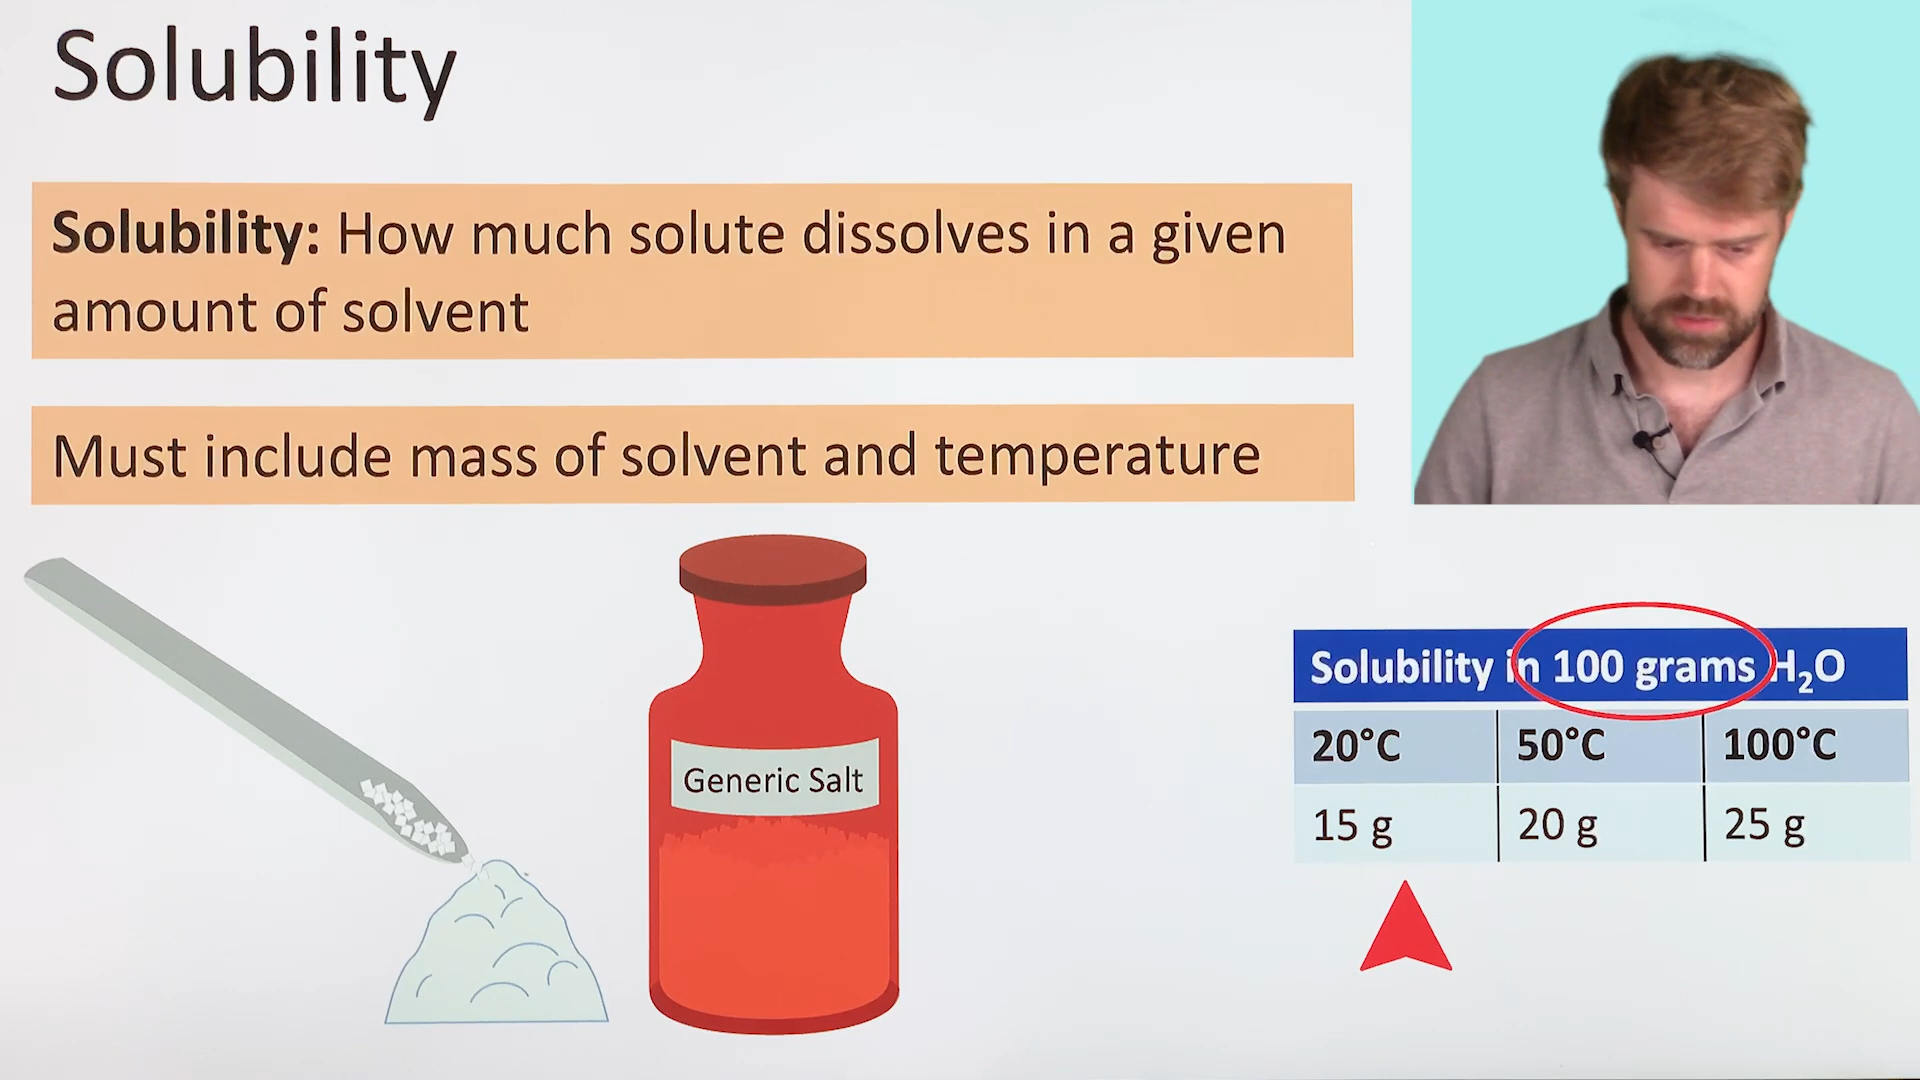 Solubility
Solubility: How much solute dissolves in a given
amount of solvent
Must include mass of solvent and temperature
Generic Salt
Solubility in 100 grams H₂O
20°C 50°C 100°C
15 g 20 g 25 g